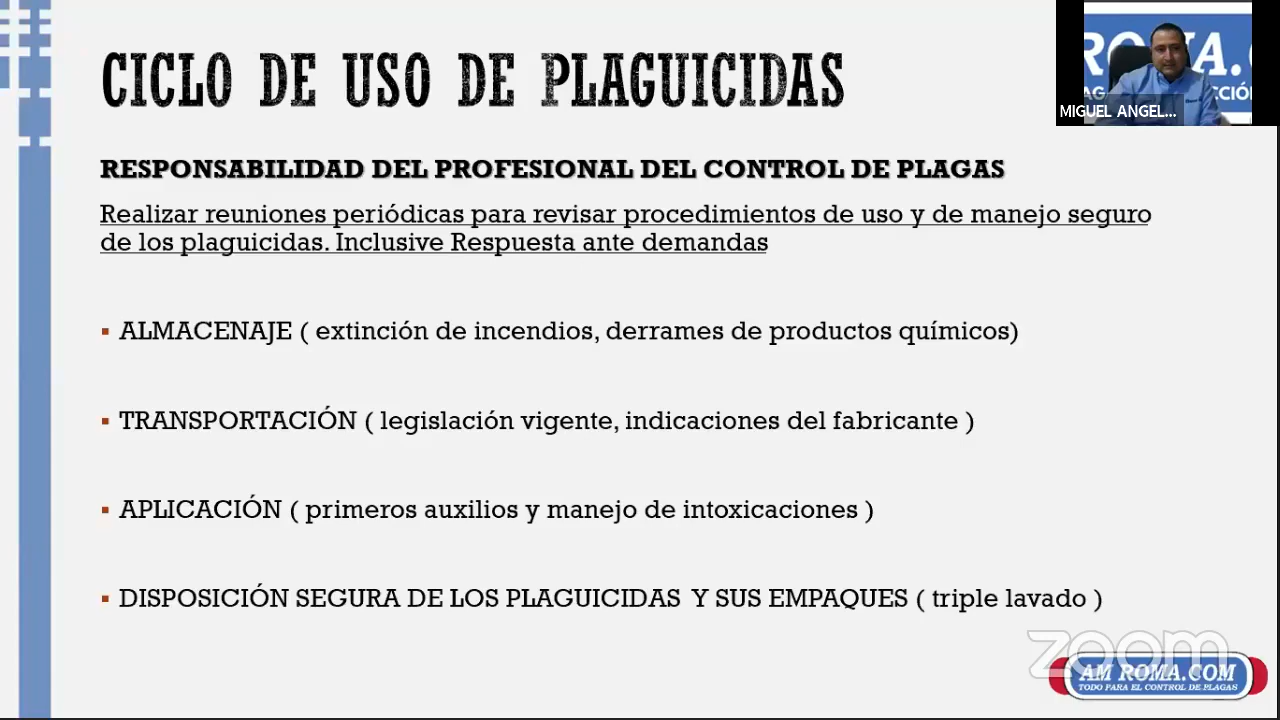 CICLO DE USO DE PLAGUICIDAS
ROMA.C
AG
CCIÓN
MIGUEL ANGEL...
RESPONSABILIDAD DEL PROFESIONAL DEL CONTROL DE PLAGAS
Realizar reuniones periódicas para revisar procedimientos de uso y de manejo seguro
de los plaguicidas. Inclusive Respuesta ante demandas
▪ ALMACENAJE ( extinción de incendios, derrames de productos químicos)
▪ TRANSPORTACIÓN ( legislación vigente, indicaciones del fabricante )
▪ APLICACIÓN ( primeros auxilios y manejo de intoxicaciones )
▪ DISPOSICIÓN SEGURA DE LOS PLAGUICIDAS Y SUS EMPAQUES ( triple lavado )
zoom
AM ROMA.COM
TODO PARA EL CONTROL DE PLAGAS